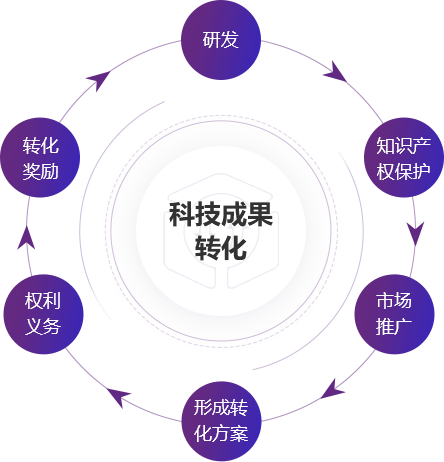 研发
知识产
权保护
市场
推广
形成转
化方案
权利
义务
转化
奖励
科技成果
转化